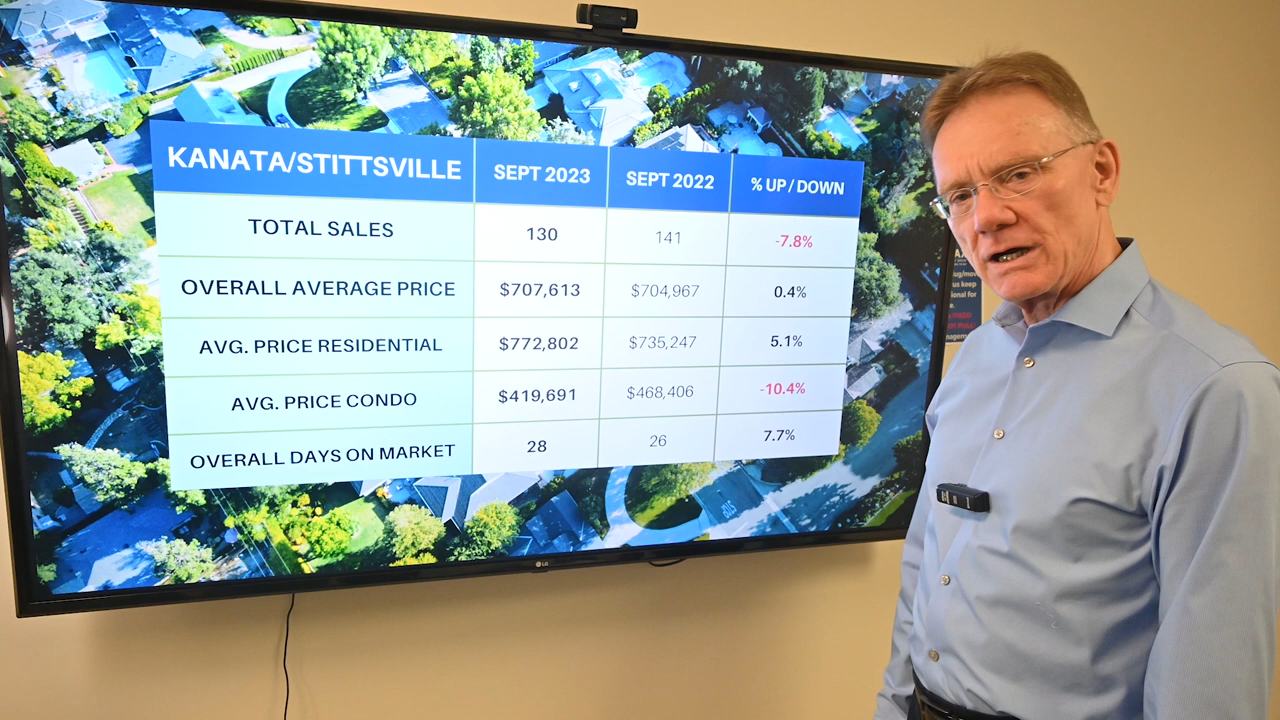 KANATA/STITTSVILLE SEPT 2023 SEPT 2022 % UP / DOWN
TOTAL SALES 130 141 -7.8%
OVERALL AVERAGE PRICE $707,613 $704,967 0.4%
AVG. PRICE RESIDENTIAL $772,802 $735,247 5.1%
AVG. PRICE CONDO $419,691 $468,406 -10.4%
OVERALL DAYS ON MARKET 28 26 7.7%
LG
us keep